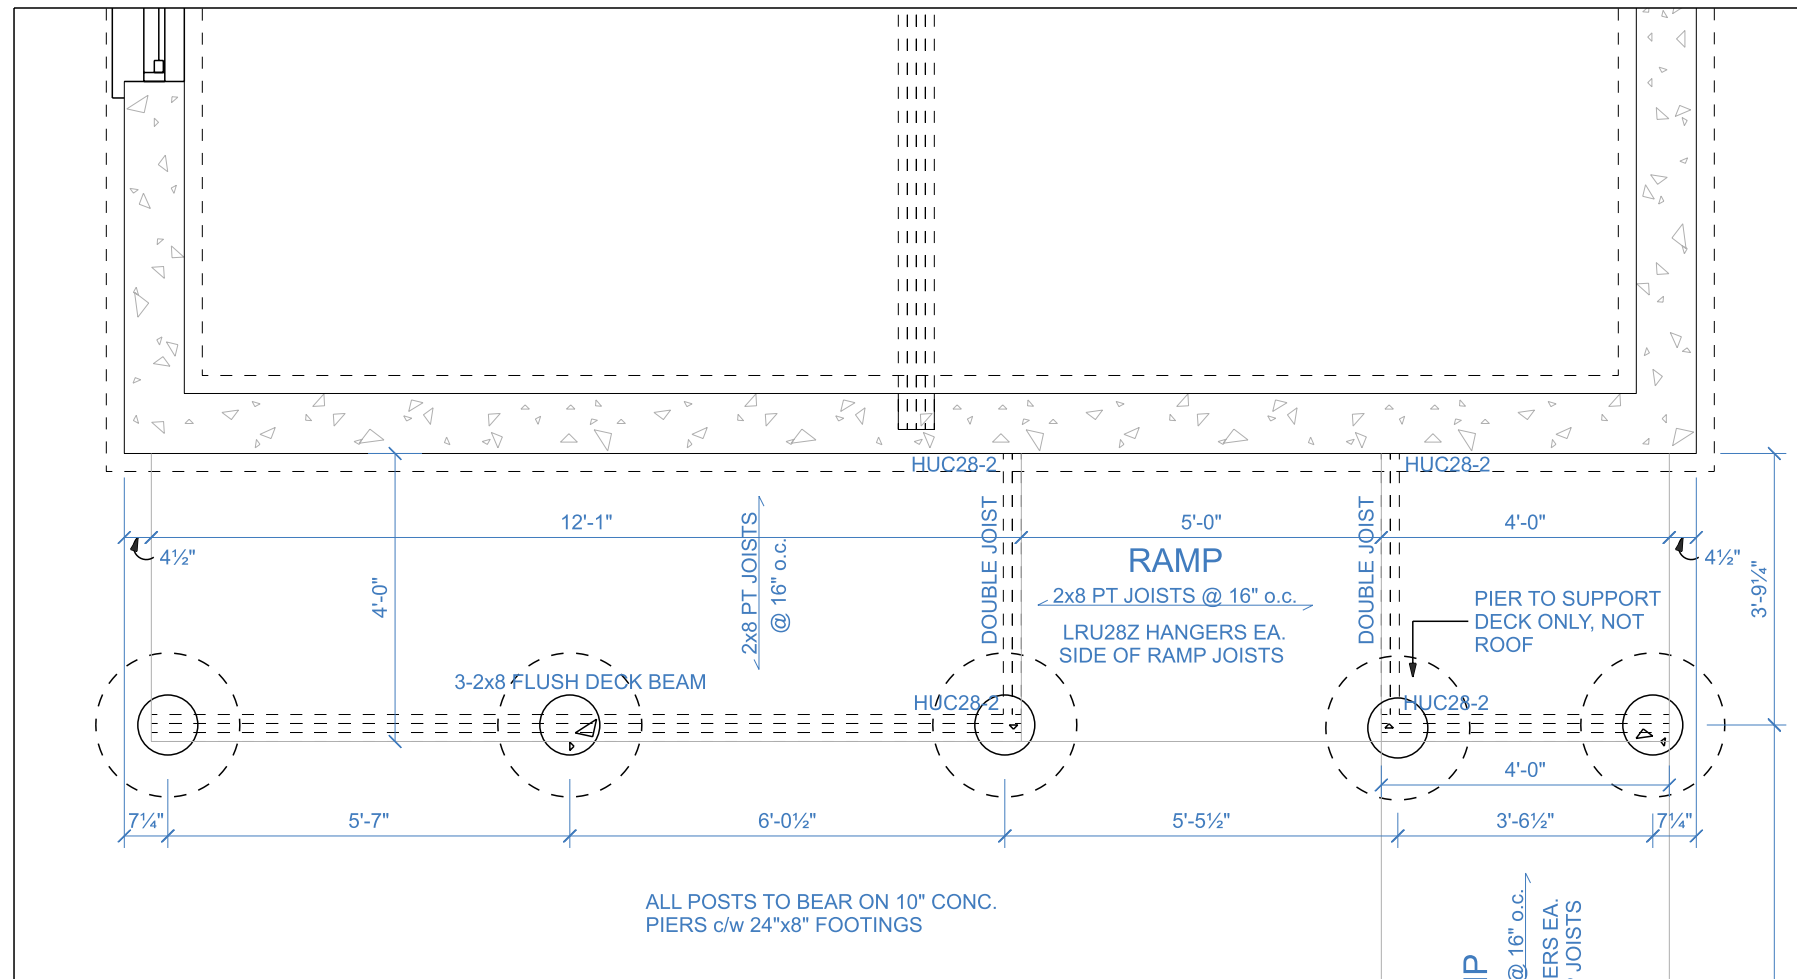 HUC28-2
HUC28-2
12'-1"
5'-0"
4'-0"
4½"
4½"
4'-0"
2x8 PT JOISTS
@ 16" o.c.
DOUBLE JOIST
RAMP
2x8 PT JOISTS @ 16" o.c.
LRU28Z HANGERS EA.
SIDE OF RAMP JOISTS
DOUBLE JOIST
PIER TO SUPPORT
DECK ONLY, NOT
ROOF
3'-9¼"
3-2x8 FLUSH DECK BEAM
HUC28-2
HUC28-2
4'-0"
7¼"
5'-7"
6'-0½"
5'-5½"
3'-6½"
7¼"
ALL POSTS TO BEAR ON 10" CONC.
PIERS c/w 24"x8" FOOTINGS
@ 16" o.c.
EA.
JOISTS